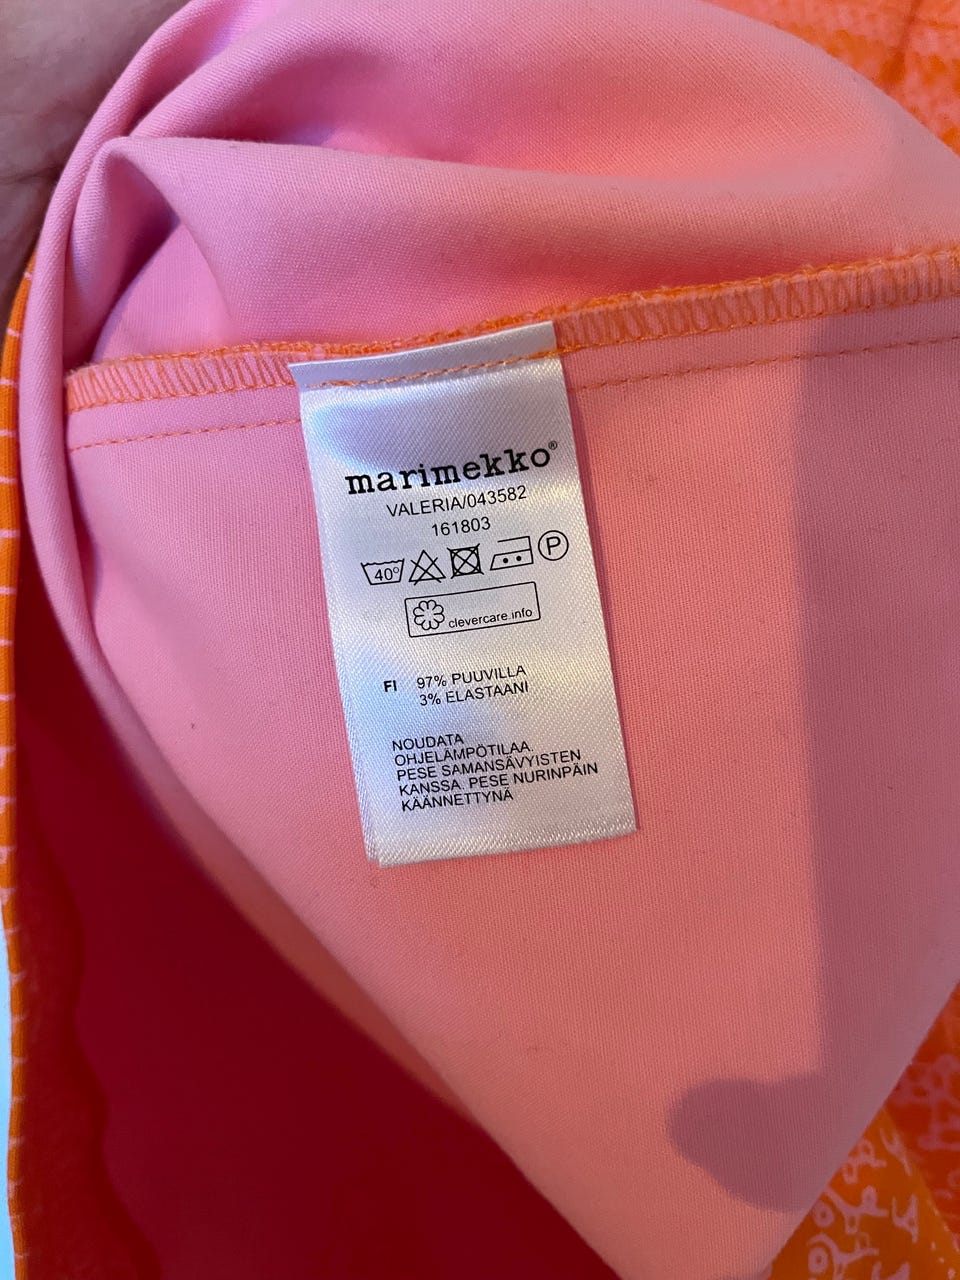 marimekko®
VALERIA/043582
161803
40°
P
clevercare.info
FI 97% PUUVILLA
3% ELASTAANI
NOUDATA
OHJELÄMPÖTILAA.
PESE SAMANSÄVYISTEN
KANSSA. PESE NURINPÄIN
KÄÄNNETTYNÄ